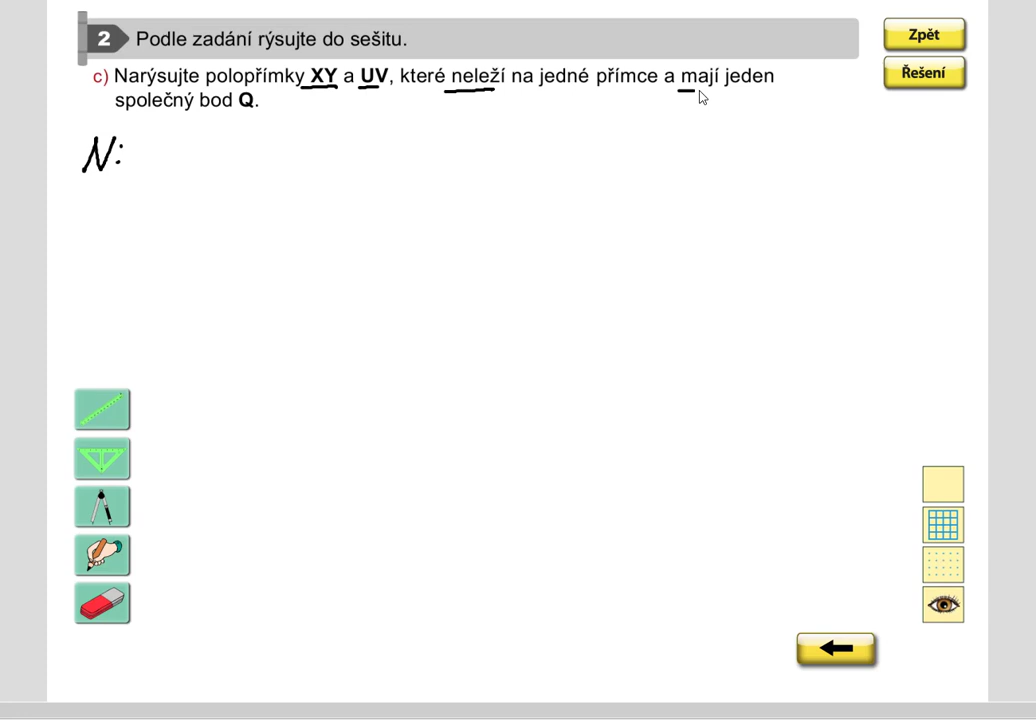 2 Podle zadání rýsujte do sešitu.
Zpět
Řešení
c) Narýsujte polopřímky XY a UV, které neleží na jedné přímce a mají jeden
společný bod Q.
N: